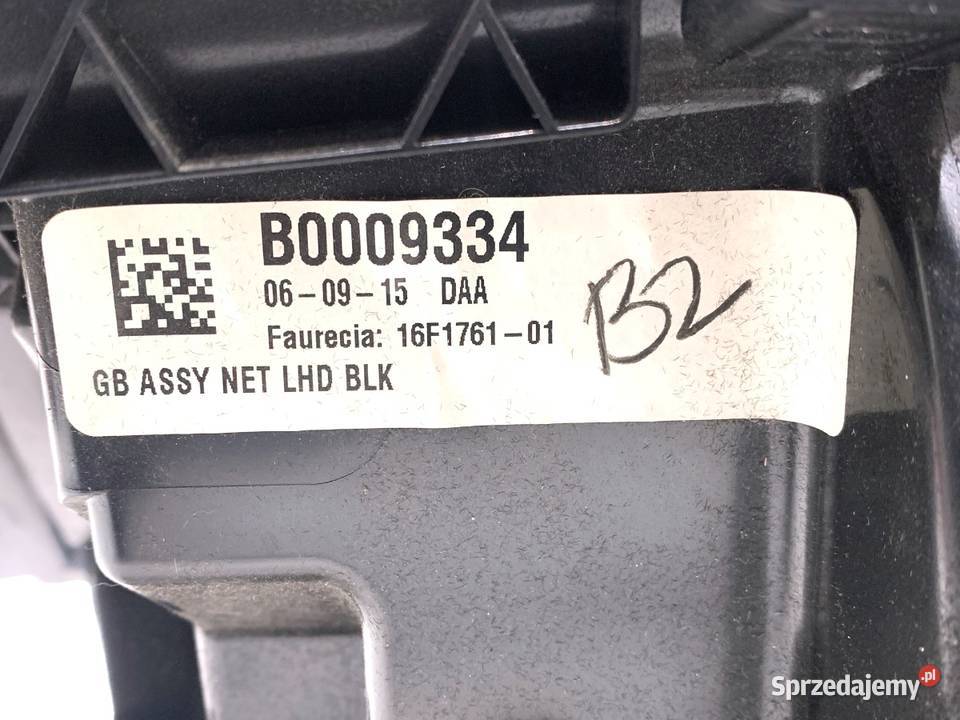 B0009334
06-09-15 DAA
Faurecia: 16F1761-01
GB ASSY NET LHD BLK
B2
Sprzedajemy.pl